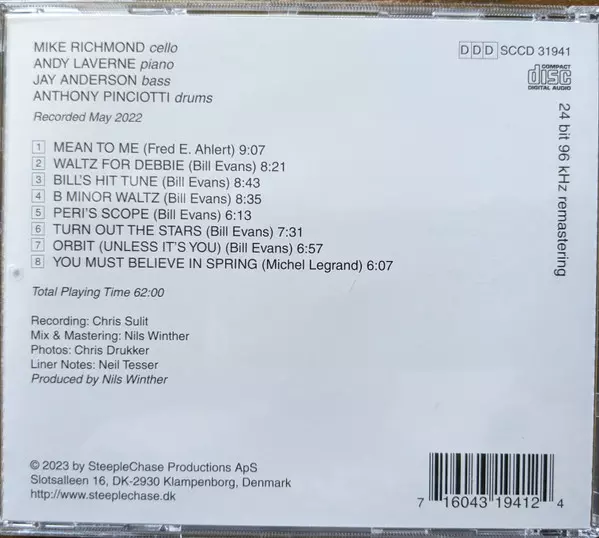 MIKE RICHMOND cello
ANDY LAVERNE piano
JAY ANDERSON bass
ANTHONY PINCIOTTI drums
Recorded May 2022
DDD SCCD 31941
COMPACT
disc
DIGITAL AUDIO
24 bit 96 kHz remastering
1 MEAN TO ME (Fred E. Ahlert) 9:07
2 WALTZ FOR DEBBIE (Bill Evans) 8:21
3 BILL'S HIT TUNE (Bill Evans) 8:43
4 B MINOR WALTZ (Bill Evans) 8:35
5 PERI'S SCOPE (Bill Evans) 6:13
6 TURN OUT THE STARS (Bill Evans) 7:31
7 ORBIT (UNLESS IT'S YOU) (Bill Evans) 6:57
8 YOU MUST BELIEVE IN SPRING (Michel Legrand) 6:07
Total Playing Time 62:00
Recording: Chris Sulit
Mix & Mastering: Nils Winther
Photos: Chris Drukker
Liner Notes: Neil Tesser
Produced by Nils Winther
© 2023 by SteepleChase Productions ApS
Slotsalleen 16, DK-2930 Klampenborg, Denmark
http://www.steeplechase.dk
7 16043 19412 4